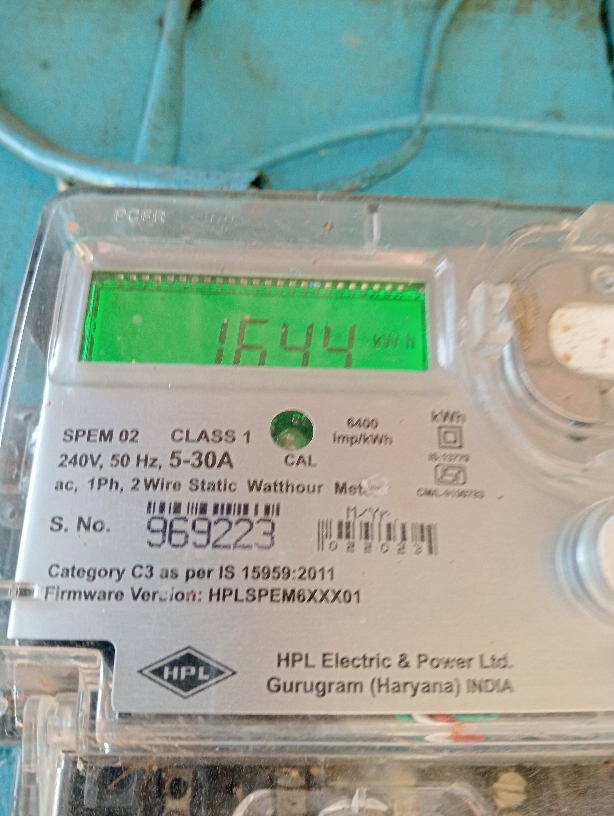 1644 kWh
SPEM 02 CLASS 1
6400
Imp/kWh
kWh
240V, 50 Hz, 5-30A
CAL
ac, 1Ph, 2 Wire Static Watthour
S. No. 969223
M/Yr
022023
Category C3 as per IS 15959:2011
Firmware Version: HPLSPEM6XXX01
HPL
HPL Electric & Power Ltd.
Gurugram (Haryana) INDIA